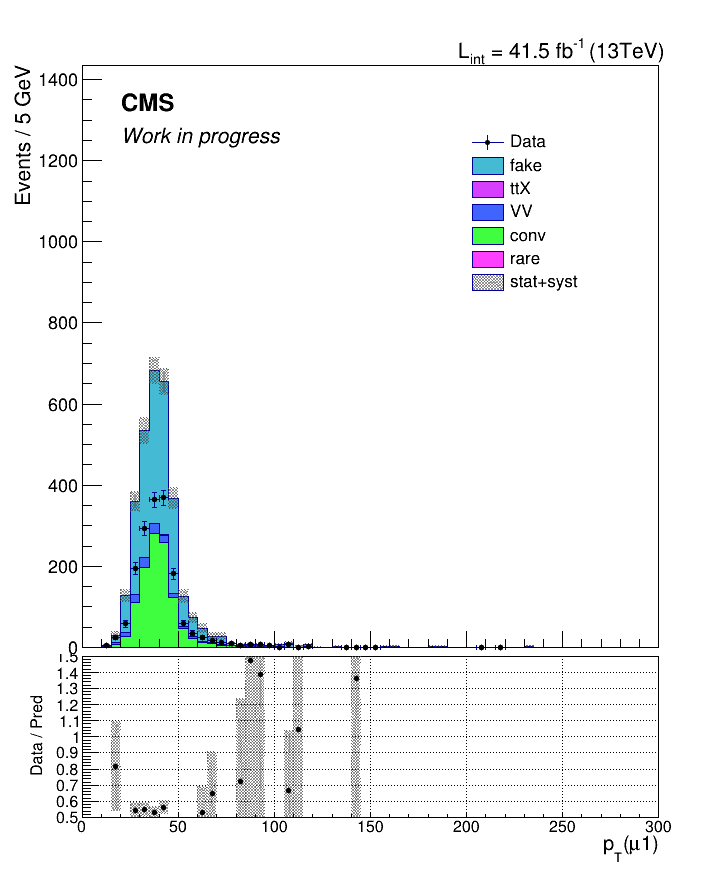 L_int = 41.5 fb^-1 (13TeV)
Events / 5 GeV
1400
1200
1000
800
600
400
200
0
CMS
Work in progress
Data
fake
ttX
VV
conv
rare
stat+syst
Data / Pred
1.5
1.4
1.3
1.2
1.1
1
0.9
0.8
0.7
0.6
0.5
0 50 100 150 200 250 300
p_T(μ1)